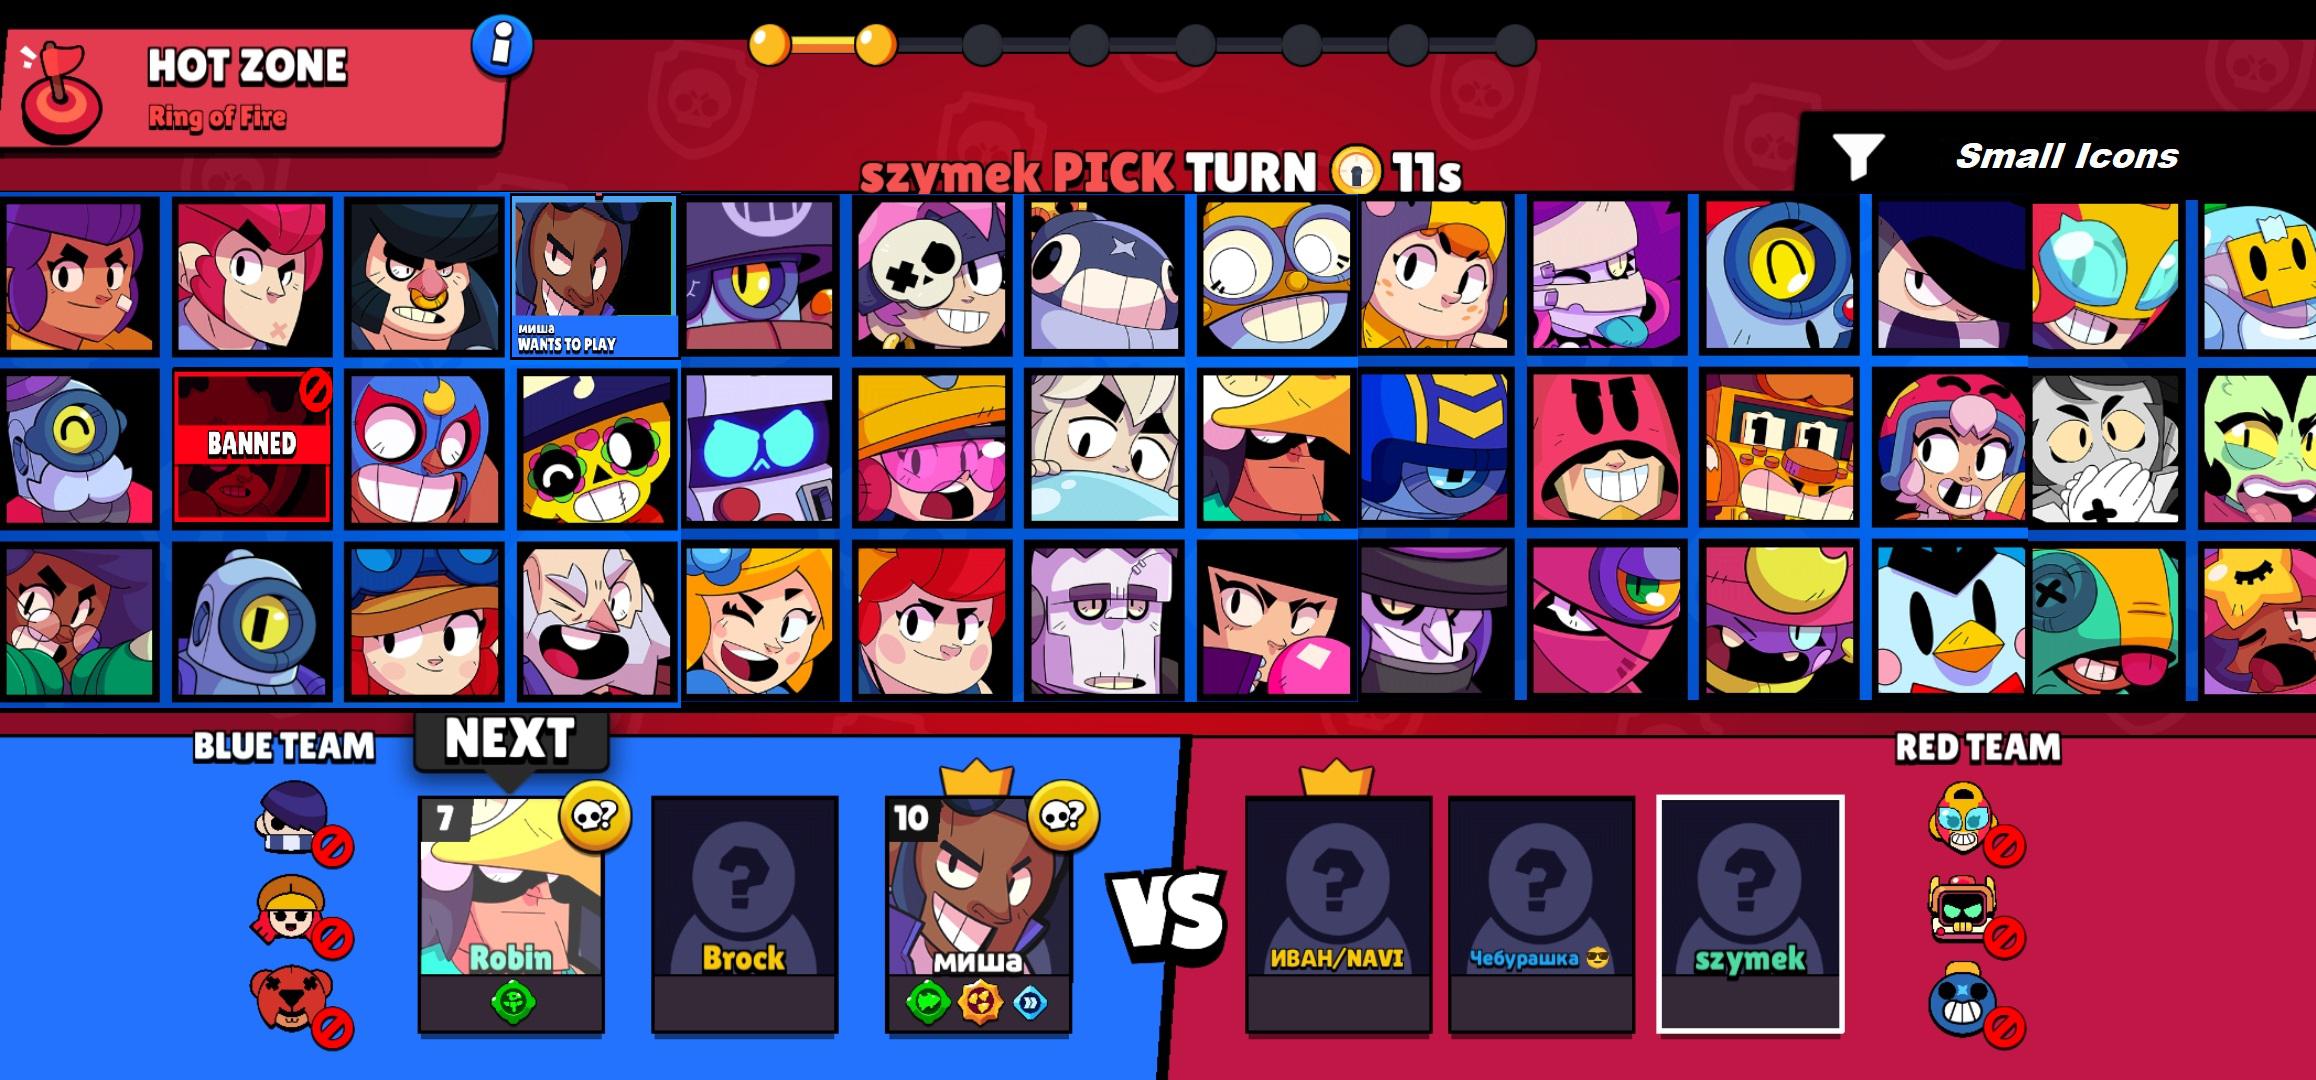 HOT ZONE
Ring of Fire
szymek PICK TURN 11s
Small Icons
миша
WANTS TO PLAY
BANNED
BLUE TEAM
NEXT
RED TEAM
7
?
Robin
?
Brock
10
?
миша
VS
?
ИВАН/NAVI
?
Чебурашка 😎
?
szymek